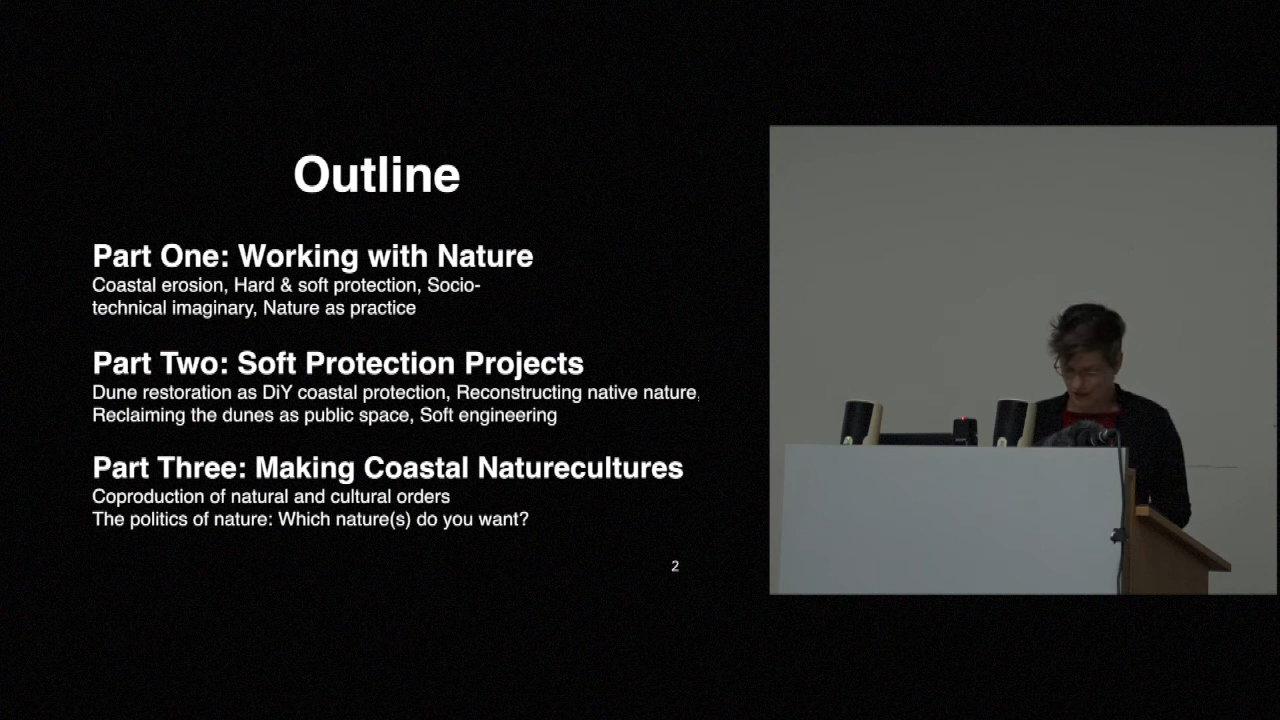 Outline
Part One: Working with Nature
Coastal erosion, Hard & soft protection, Socio-
technical imaginary, Nature as practice
Part Two: Soft Protection Projects
Dune restoration as DiY coastal protection, Reconstructing native nature,
Reclaiming the dunes as public space, Soft engineering
Part Three: Making Coastal Naturecultures
Coproduction of natural and cultural orders
The politics of nature: Which nature(s) do you want?
2